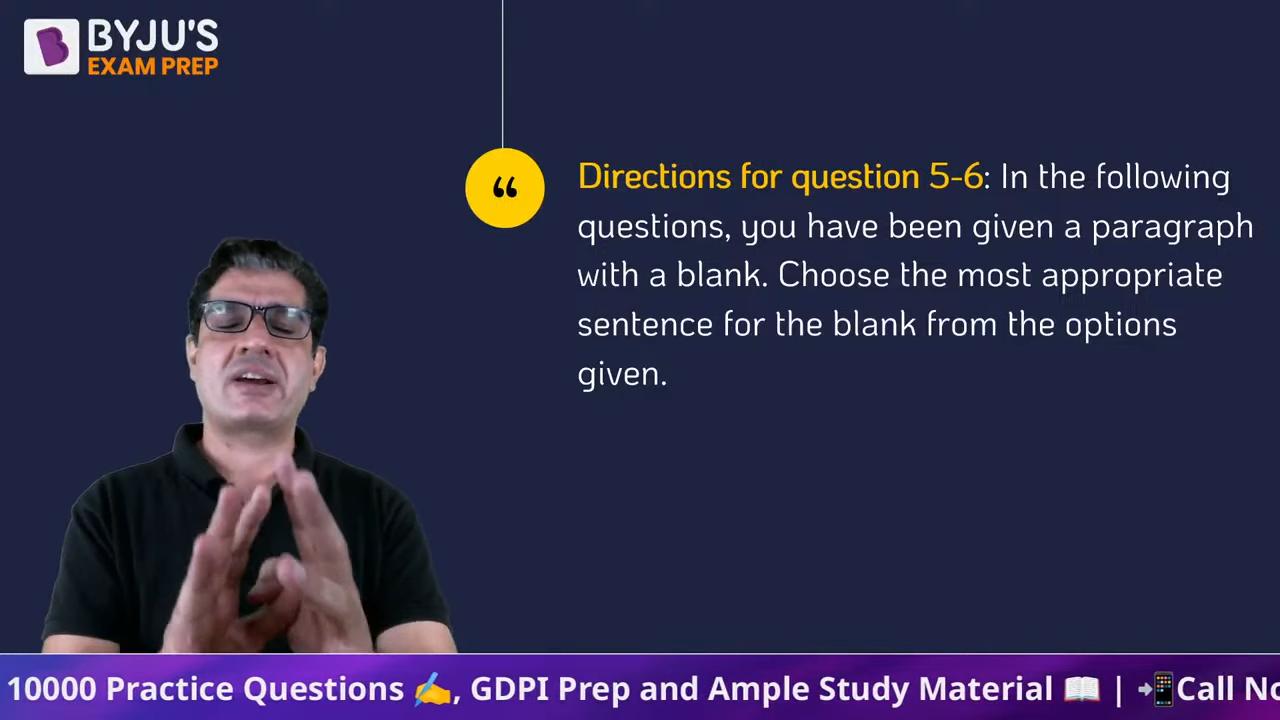 BYJU'S
EXAM PREP
Directions for question 5-6: In the following
questions, you have been given a paragraph
with a blank. Choose the most appropriate
sentence for the blank from the options
given.
10000 Practice Questions ✍️, GDPI Prep and Ample Study Material 📖 | 📲Call No